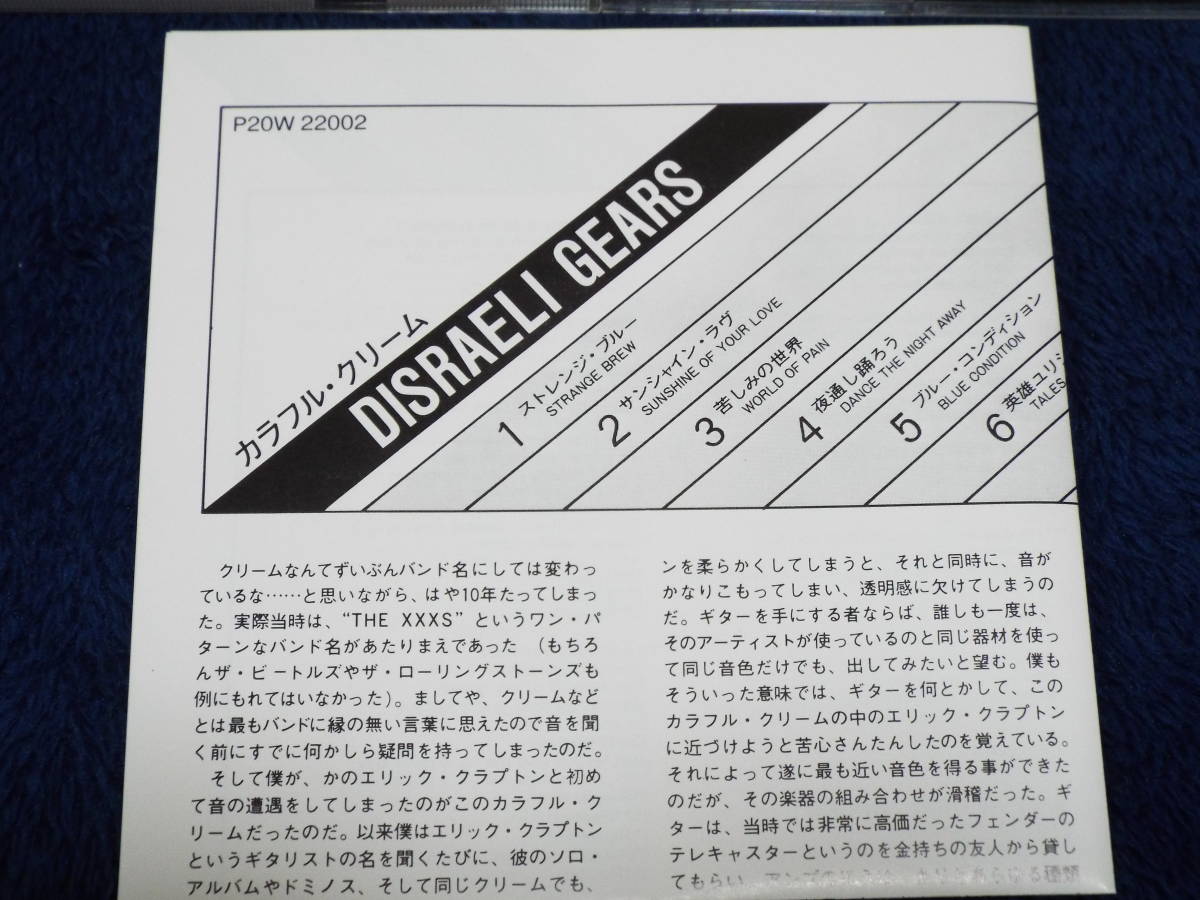 P20W 22002
カラフル・クリーム
DISRAELI GEARS
1 ストレンジ・ブルー
STRANGE BREW
2 サンシャイン・ラヴ
SUNSHINE OF YOUR LOVE
3 苦しみの世界
WORLD OF PAIN
4 夜通し踊ろう
DANCE THE NIGHT AWAY
5 ブルー・コンディション
BLUE CONDITION
6 英雄ユリシ
TALES
クリームなんてずいぶんバンド名にしては変わっ
ているな……と思いながら、はや10年たってしまっ
た。実際当時は、“THE XXXS”というワン・パ
ターンなバンド名があたりまえであった（もちろ
んザ・ビートルズやザ・ローリングストーンズも
例にもれてはいなかった）。ましてや、クリームなど
とは最もバンドに縁の無い言葉に思えたので音を聞
く前にすでに何かしら疑問を持ってしまったのだ。
そして僕が、かのエリック・クラプトンと初め
て音の遭遇をしてしまったのがこのカラフル・ク
リームだったのだ。以来僕はエリック・クラプトン
というギタリストの名を聞くたびに、彼のソロ・
アルバムやドミノス、そして同じクリームでも、
ンを柔らかくしてしまうと、それと同時に、音が
かなりこもってしまい、透明感に欠けてしまうの
だ。ギターを手にする者ならば、誰しも一度は、
そのアーティストが使っているのと同じ器材を使っ
て同じ音色だけでも、出してみたいと望む。僕も
そういった意味では、ギターを何とかして、この
カラフル・クリームの中のエリック・クラプトン
に近づけようと苦心さんたんしたのを覚えている。
それによって遂に最も近い音色を得る事ができた
のだが、その楽器の組み合わせが滑稽だった。ギ
ターは、当時では非常に高価だったフェンダーの
テレキャスターというのを金持ちの友人から貸し
てもらい、アンプの
る種類